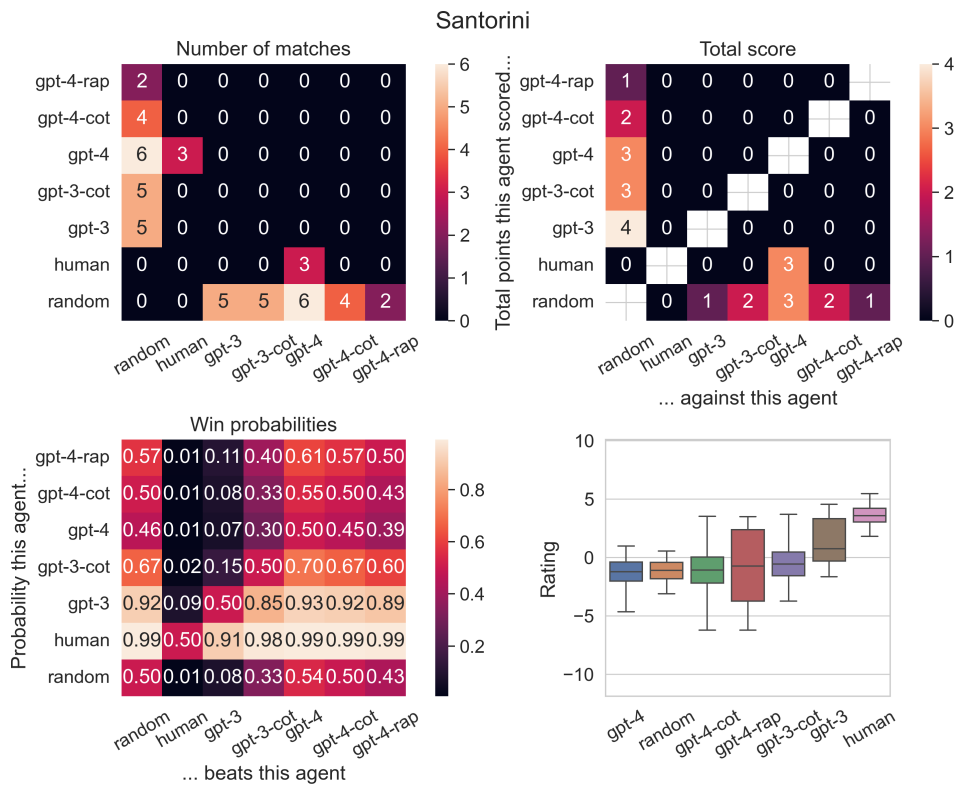 Santorini
Number of matches
gpt-4-rap 2 0 0 0 0 0 0
gpt-4-cot 4 0 0 0 0 0 0
gpt-4 6 3 0 0 0 0 0
gpt-3-cot 5 0 0 0 0 0 0
gpt-3 5 0 0 0 0 0 0
human 0 0 0 0 3 0 0
random 0 0 5 5 6 4 2
random human gpt-3 gpt-3-cot gpt-4 gpt-4-cot gpt-4-rap
6
5
4
3
2
1
0
Total score
Total points this agent scored...
gpt-4-rap 1 0 0 0 0 0
gpt-4-cot 2 0 0 0 0 0
gpt-4 3 0 0 0 0 0
gpt-3-cot 3 0 0 0 0 0
gpt-3 4 0 0 0 0 0
human 0 0 0 3 0 0
random 0 1 2 3 2 1
random human gpt-3 gpt-3-cot gpt-4 gpt-4-cot gpt-4-rap
... against this agent
4
3
2
1
0
Win probabilities
Probability this agent...
gpt-4-rap 0.57 0.01 0.11 0.40 0.61 0.57 0.50
gpt-4-cot 0.50 0.01 0.08 0.33 0.55 0.50 0.43
gpt-4 0.46 0.01 0.07 0.30 0.50 0.45 0.39
gpt-3-cot 0.67 0.02 0.15 0.50 0.70 0.67 0.60
gpt-3 0.92 0.09 0.50 0.85 0.93 0.92 0.89
human 0.99 0.50 0.91 0.98 0.99 0.99 0.99
random 0.50 0.01 0.08 0.33 0.54 0.50 0.43
random human gpt-3 gpt-3-cot gpt-4 gpt-4-cot gpt-4-rap
... beats this agent
0.8
0.6
0.4
0.2
Rating
10
5
0
−5
−10
gpt-4 random gpt-4-cot gpt-4-rap gpt-3-cot gpt-3 human